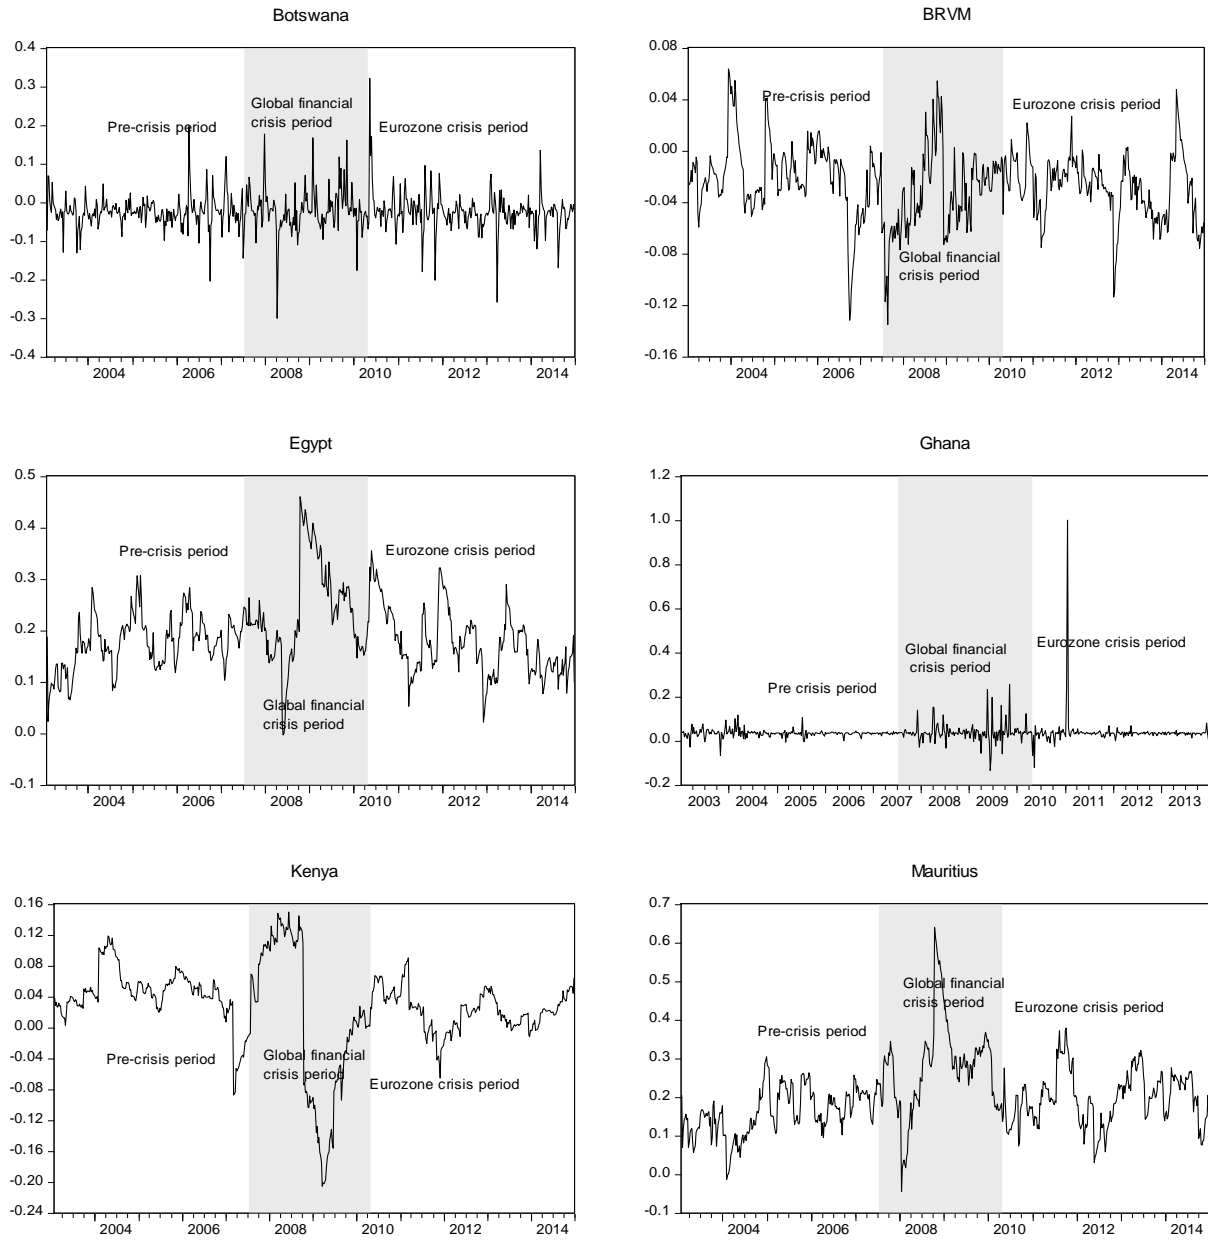 Botswana
0.4
0.3
0.2
0.1
0.0
-0.1
-0.2
-0.3
-0.4
Pre-crisis period
Global financial
crisis period
Eurozone crisis period
2004 2006 2008 2010 2012 2014
BRVM
0.08
0.04
0.00
-0.04
-0.08
-0.12
-0.16
Pre-crisis period
Eurozone crisis period
Global financial
crisis period
2004 2006 2008 2010 2012 2014
Egypt
0.5
0.4
0.3
0.2
0.1
0.0
-0.1
Pre-crisis period
Eurozone crisis period
Global financial
crisis period
2004 2006 2008 2010 2012 2014
Ghana
1.2
1.0
0.8
0.6
0.4
0.2
0.0
-0.2
Eurozone crisis period
Global financial
crisis period
Pre crisis period
2003 2004 2005 2006 2007 2008 2009 2010 2011 2012 2013
Kenya
0.16
0.12
0.08
0.04
0.00
-0.04
-0.08
-0.12
-0.16
-0.20
-0.24
Pre-crisis period
Global financial
crisis period
Eurozone crisis period
2004 2006 2008 2010 2012 2014
Mauritius
0.7
0.6
0.5
0.4
0.3
0.2
0.1
0.0
-0.1
Global financial
crisis period
Pre-crisis period
Eurozone crisis period
2004 2006 2008 2010 2012 2014